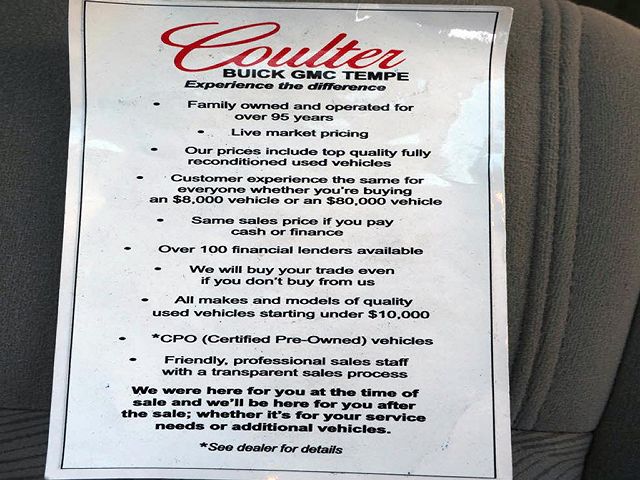 Coulter
BUICK GMC TEMPE
Experience the difference
• Family owned and operated for
over 95 years
• Live market pricing
• Our prices include top quality fully
reconditioned used vehicles
• Customer experience the same for
everyone whether you're buying
an $8,000 vehicle or an $80,000 vehicle
• Same sales price if you pay
cash or finance
• Over 100 financial lenders available
• We will buy your trade even
if you don't buy from us
• All makes and models of quality
used vehicles starting under $10,000
• *CPO (Certified Pre-Owned) vehicles
• Friendly, professional sales staff
with a transparent sales process
We were here for you at the time of
sale and we'll be here for you after
the sale; whether it's for your service
needs or additional vehicles.
*See dealer for details